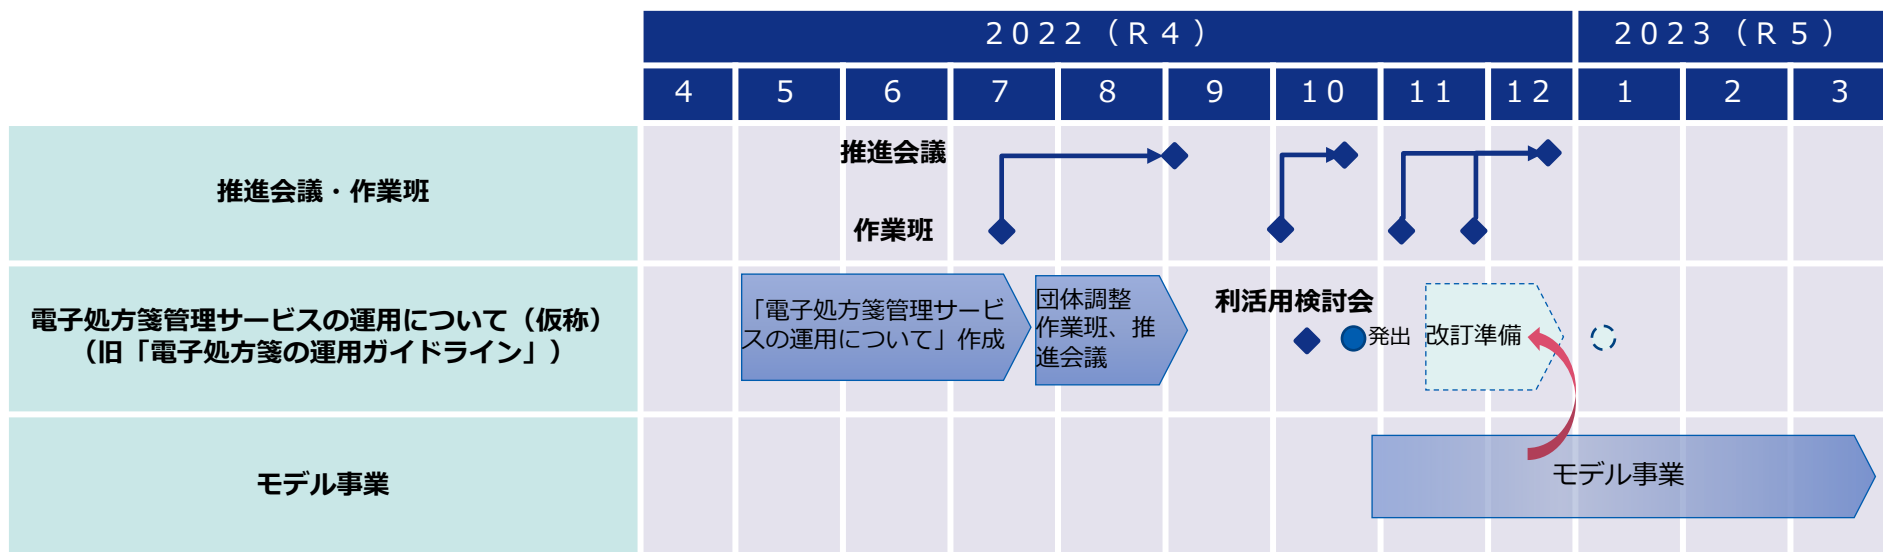 ２０２２（Ｒ４）
２０２３（Ｒ５）
４
５
６
７
８
９
１０
１１
１２
１
２
３
推進会議・作業班
推進会議
作業班
電子処方箋管理サービスの運用について（仮称）
（旧「電子処方箋の運用ガイドライン」）
「電子処方箋管理サービ
スの運用について」作成
団体調整
作業班、推
進会議
利活用検討会
発出
改訂準備
モデル事業
モデル事業